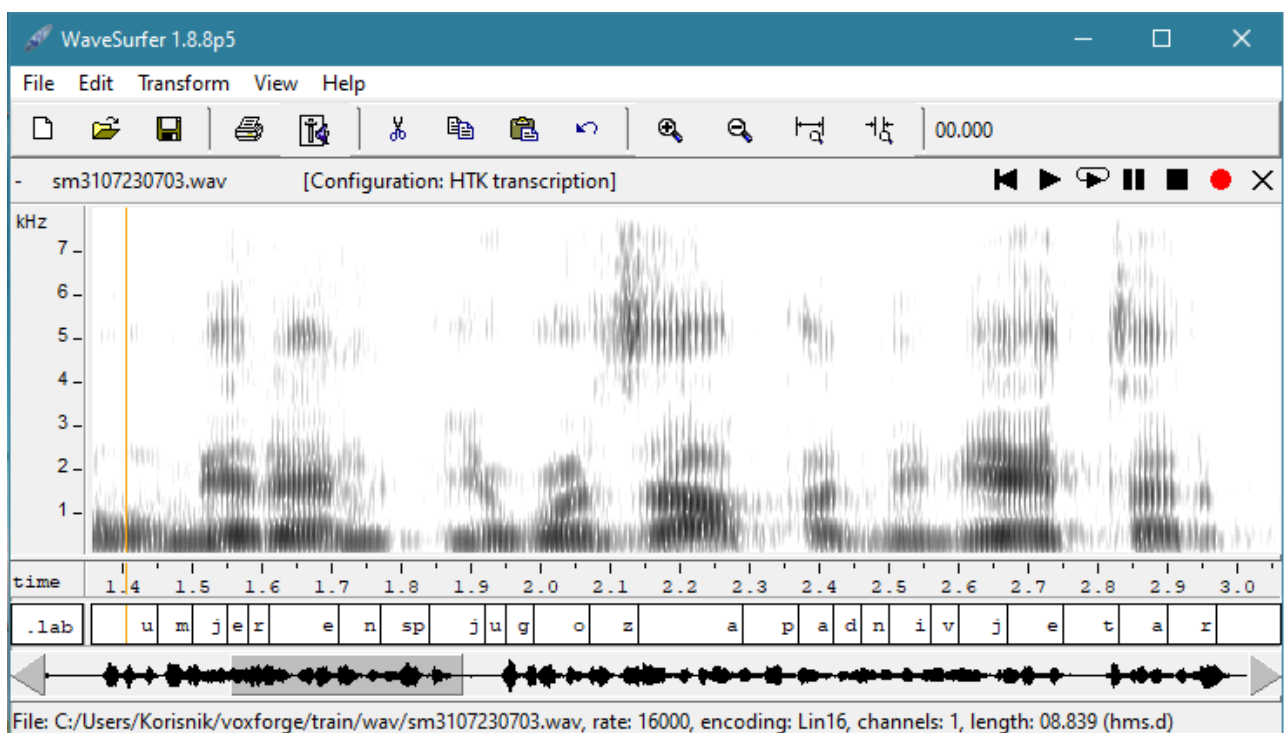 WaveSurfer 1.8.8p5
File Edit Transform View Help
00.000
- sm3107230703.wav [Configuration: HTK transcription]
kHz
7
6
5
4
3
2
1
time 1.4 1.5 1.6 1.7 1.8 1.9 2.0 2.1 2.2 2.3 2.4 2.5 2.6 2.7 2.8 2.9 3.0
.lab u m j e r e n sp j u g o z a p a d n i v j e t a r
File: C:/Users/Korisnik/voxforge/train/wav/sm3107230703.wav, rate: 16000, encoding: Lin16, channels: 1, length: 08.839 (hms.d)